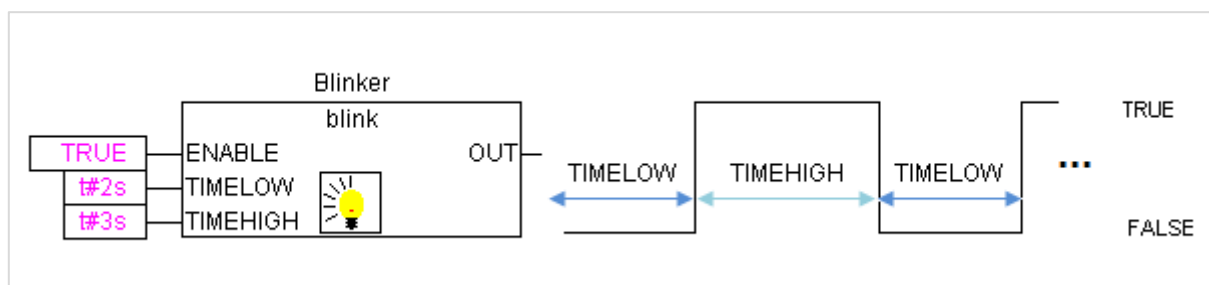 Blinker
blink
TRUE ENABLE OUT
t#2s TIMELOW
t#3s TIMEHIGH
TIMELOW TIMEHIGH TIMELOW ...
TRUE
FALSE